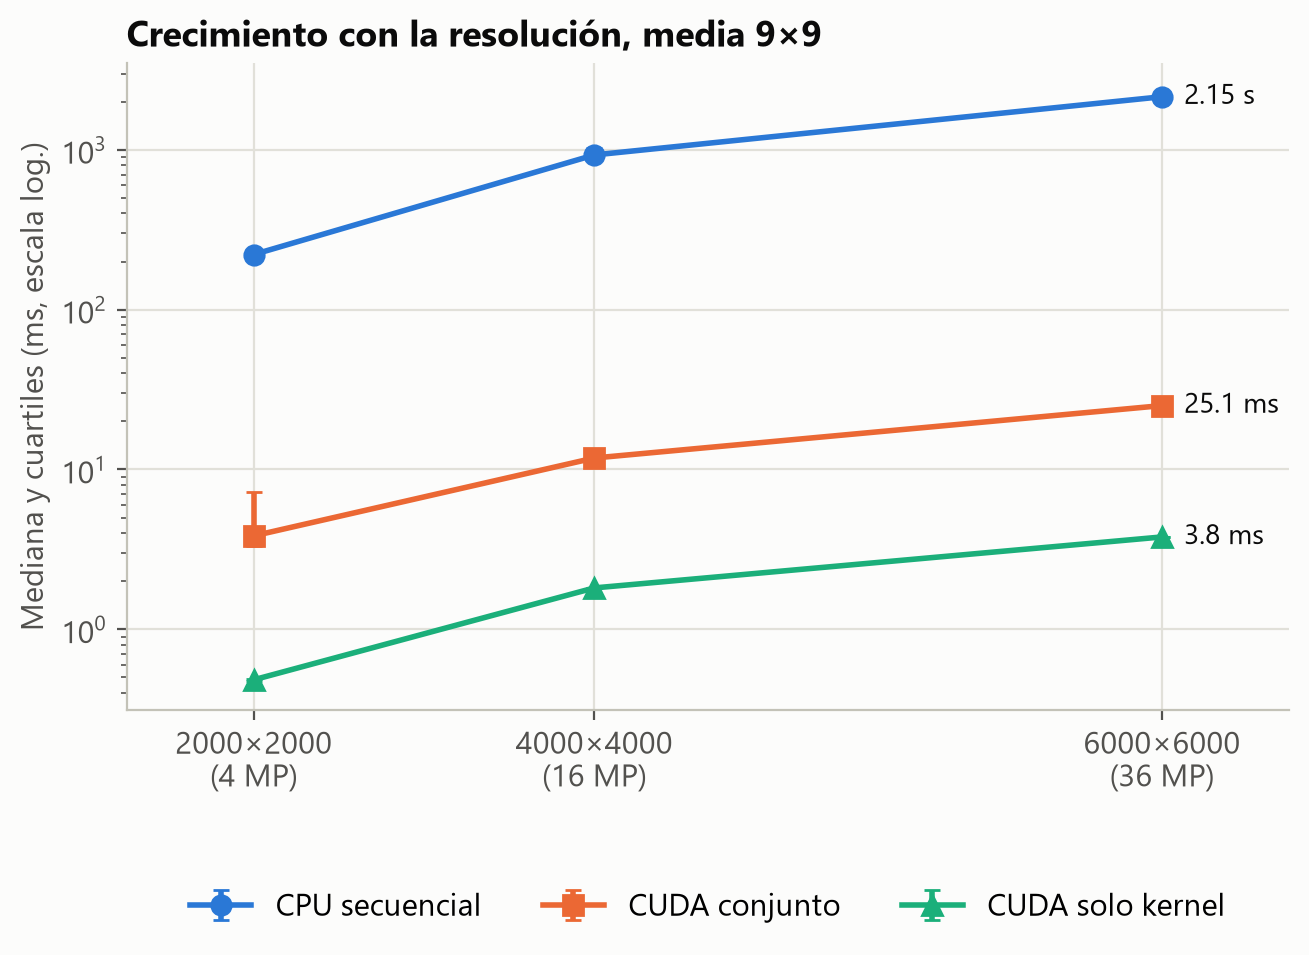 Crecimiento con la resolución, media 9×9
Mediana y cuartiles (ms, escala log.)
10³
10²
10¹
10⁰
2.15 s
25.1 ms
3.8 ms
2000×2000
(4 MP)
4000×4000
(16 MP)
6000×6000
(36 MP)
CPU secuencial
CUDA conjunto
CUDA solo kernel